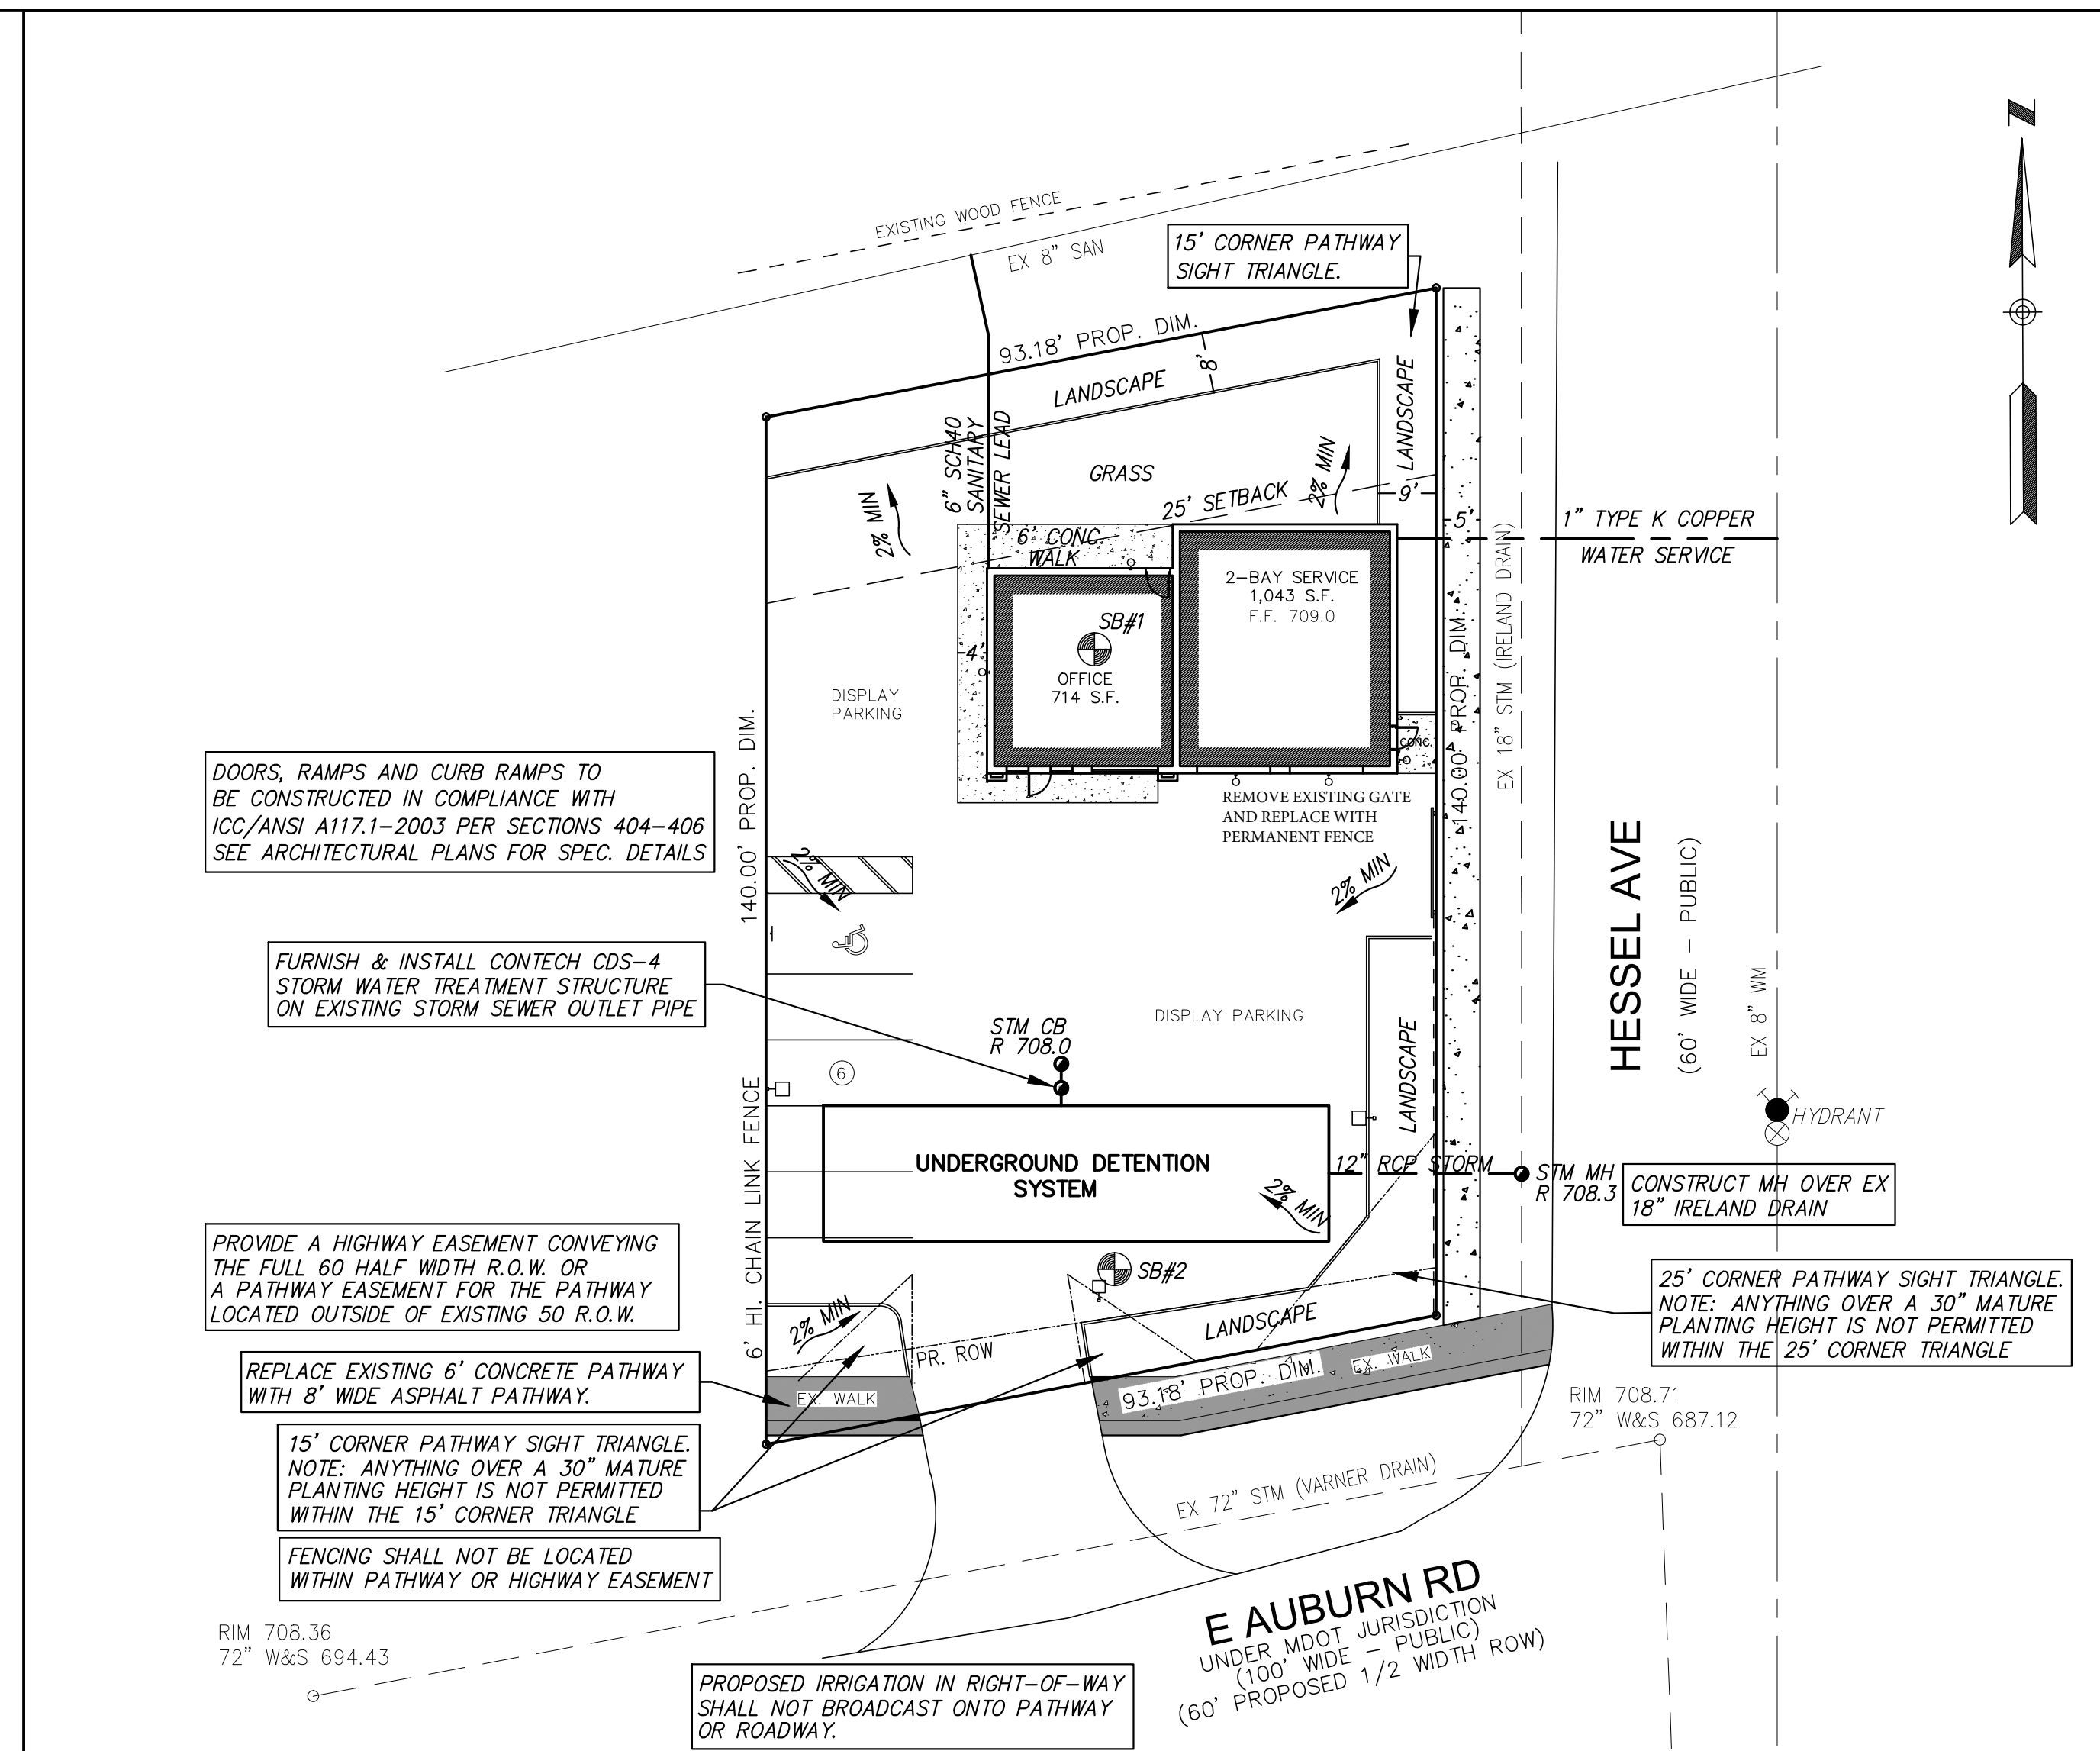 N
EXISTING WOOD FENCE
EX 8" SAN
15' CORNER PATHWAY
SIGHT TRIANGLE.
93.18' PROP. DIM.
8'
LANDSCAPE
LANDSCAPE
6" SCH40
SANITARY
SEWER LEAD
GRASS
2% MIN
2% MIN
25' SETBACK
9'
5'
1" TYPE K COPPER
WATER SERVICE
6' CONC.
WALK
2-BAY SERVICE
1,043 S.F.
F.F. 709.0
SB#1
4'
OFFICE
714 S.F.
CONC.
DISPLAY
PARKING
140.00' PROP. DIM.
140.00' PROP. DIM.
EX 18" STM (IRELAND DRAIN)
REMOVE EXISTING GATE
AND REPLACE WITH
PERMANENT FENCE
DOORS, RAMPS AND CURB RAMPS TO
BE CONSTRUCTED IN COMPLIANCE WITH
ICC/ANSI A117.1-2003 PER SECTIONS 404-406
SEE ARCHITECTURAL PLANS FOR SPEC. DETAILS
2% MIN
2% MIN
HESSEL AVE
(60' WIDE - PUBLIC)
EX 8" WM
FURNISH & INSTALL CONTECH CDS-4
STORM WATER TREATMENT STRUCTURE
ON EXISTING STORM SEWER OUTLET PIPE
STM CB
R 708.0
DISPLAY PARKING
6
LANDSCAPE
HYDRANT
6' HI. CHAIN LINK FENCE
UNDERGROUND DETENTION
SYSTEM
12" RCP STORM
2% MIN
STM MH
R 708.3
CONSTRUCT MH OVER EX
18" IRELAND DRAIN
PROVIDE A HIGHWAY EASEMENT CONVEYING
THE FULL 60 HALF WIDTH R.O.W. OR
A PATHWAY EASEMENT FOR THE PATHWAY
LOCATED OUTSIDE OF EXISTING 50 R.O.W.
SB#2
25' CORNER PATHWAY SIGHT TRIANGLE.
NOTE: ANYTHING OVER A 30" MATURE
PLANTING HEIGHT IS NOT PERMITTED
WITHIN THE 25' CORNER TRIANGLE
2% MIN
LANDSCAPE
PR. ROW
REPLACE EXISTING 6' CONCRETE PATHWAY
WITH 8' WIDE ASPHALT PATHWAY.
EX. WALK
93.18' PROP. DIM.
EX. WALK
RIM 708.71
72" W&S 687.12
15' CORNER PATHWAY SIGHT TRIANGLE.
NOTE: ANYTHING OVER A 30" MATURE
PLANTING HEIGHT IS NOT PERMITTED
WITHIN THE 15' CORNER TRIANGLE
EX 72" STM (VARNER DRAIN)
FENCING SHALL NOT BE LOCATED
WITHIN PATHWAY OR HIGHWAY EASEMENT
E AUBURN RD
UNDER MDOT JURISDICTION
(100' WIDE - PUBLIC)
(60' PROPOSED 1/2 WIDTH ROW)
RIM 708.36
72" W&S 694.43
PROPOSED IRRIGATION IN RIGHT-OF-WAY
SHALL NOT BROADCAST ONTO PATHWAY
OR ROADWAY.